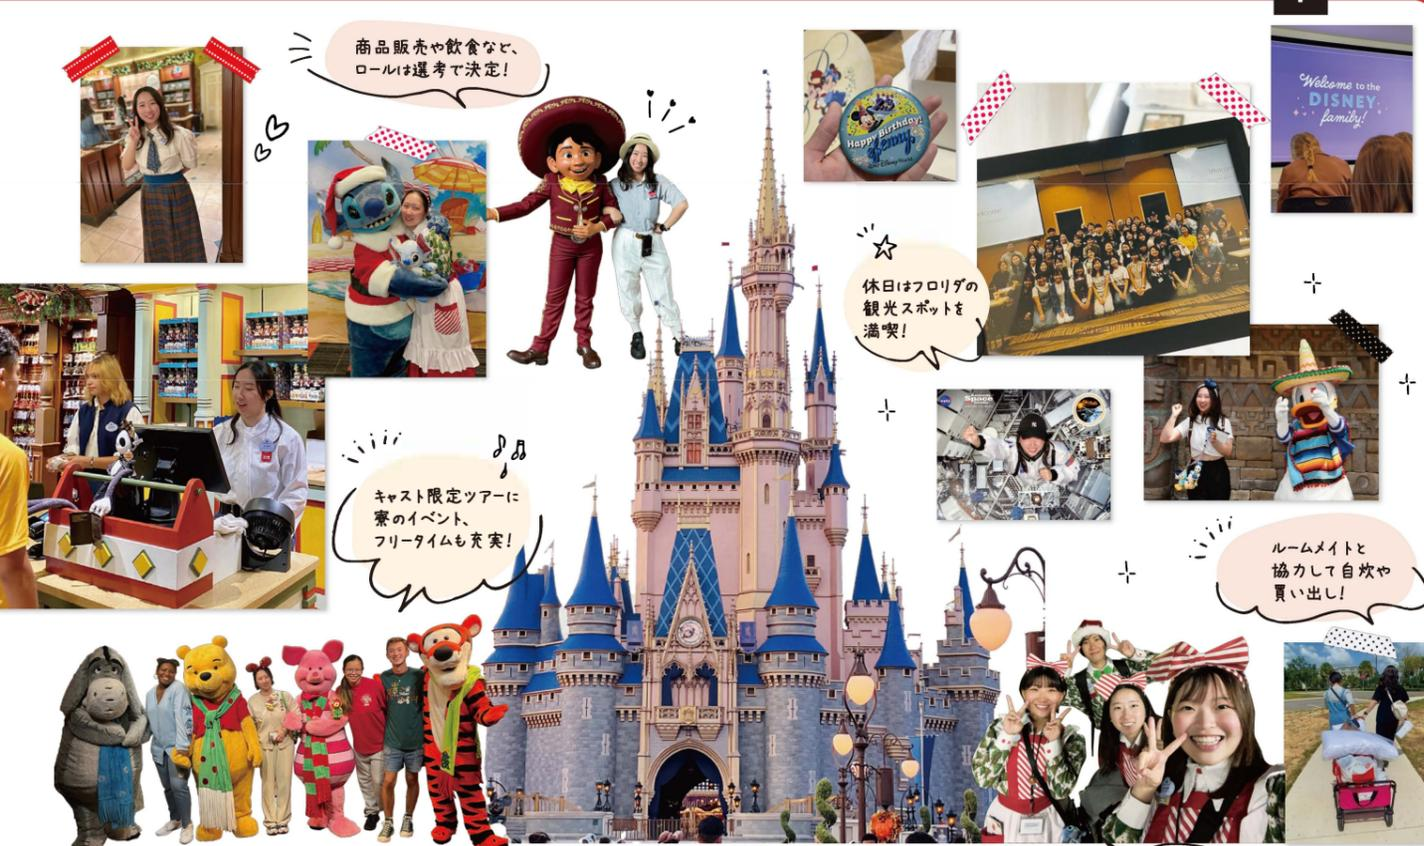 商品販売や飲食など、
ロールは選考で決定！
Happy Birthday!
Jenny
Welcome to the
DISNEY
family!
休日はフロリダの
観光スポットを
満喫！
Space
キャスト限定ツアーに
寮のイベント、
フリータイムも充実！
ルームメイトと
協力して自炊や
買い出し！